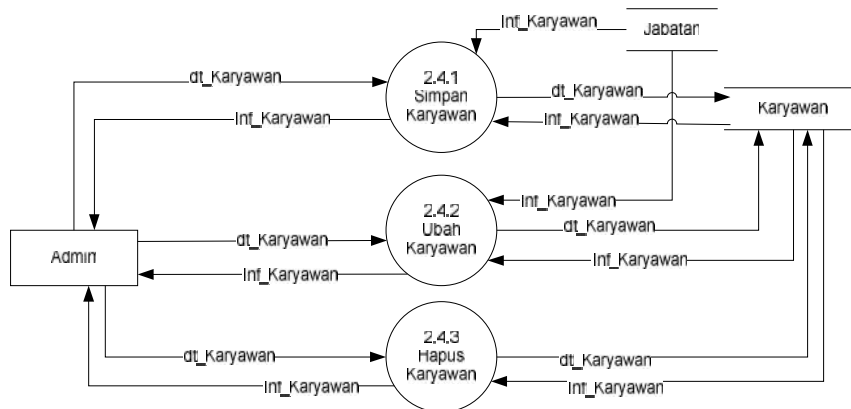 Inf_Karyawan
Jabatan
dt_Karyawan
2.4.1
Simpan
Karyawan
dt_Karyawan
Karyawan
Inf_Karyawan
Inf_Karyawan
Inf_Karyawan
2.4.2
Ubah
Karyawan
dt_Karyawan
dt_Karyawan
Admin
Inf_Karyawan
Inf_Karyawan
2.4.3
Hapus
Karyawan
dt_Karyawan
dt_Karyawan
Inf_Karyawan
Inf_Karyawan